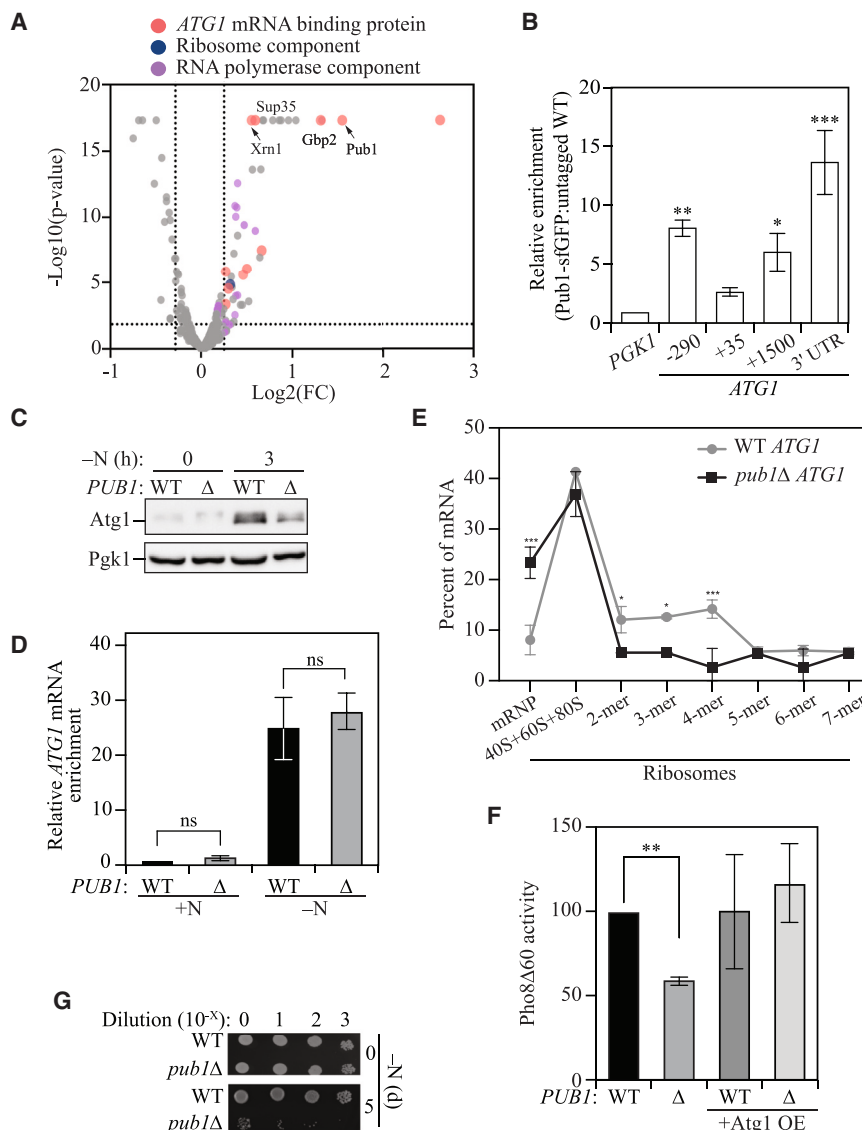 A
ATG1 mRNA binding protein
Ribosome component
RNA polymerase component
-Log10(p-value)
20
15
10
5
0
Sup35
Xrn1
Gbp2
Pub1
-1
0
1
2
3
Log2(FC)
B
Relative enrichment
(Pub1-sfGFP:untagged WT)
20
15
10
5
0
**
*
***
PGK1
-290
+35
+1500
3' UTR
ATG1
C
–N (h): 0 3
PUB1: WT Δ WT Δ
Atg1
Pgk1
D
Relative ATG1 mRNA
enrichment
40
30
20
10
0
ns
ns
PUB1: WT Δ WT Δ
+N –N
E
Percent of mRNA
50
40
30
20
10
0
WT ATG1
pub1Δ ATG1
***
*
*
***
mRNP
40S+60S+80S
2-mer
3-mer
4-mer
5-mer
6-mer
7-mer
Ribosomes
F
Pho8Δ60 activity
150
100
50
0
**
PUB1: WT Δ WT Δ
+Atg1 OE
G
Dilution (10-X): 0 1 2 3
WT
pub1Δ
0
WT
pub1Δ
5
–N (d)